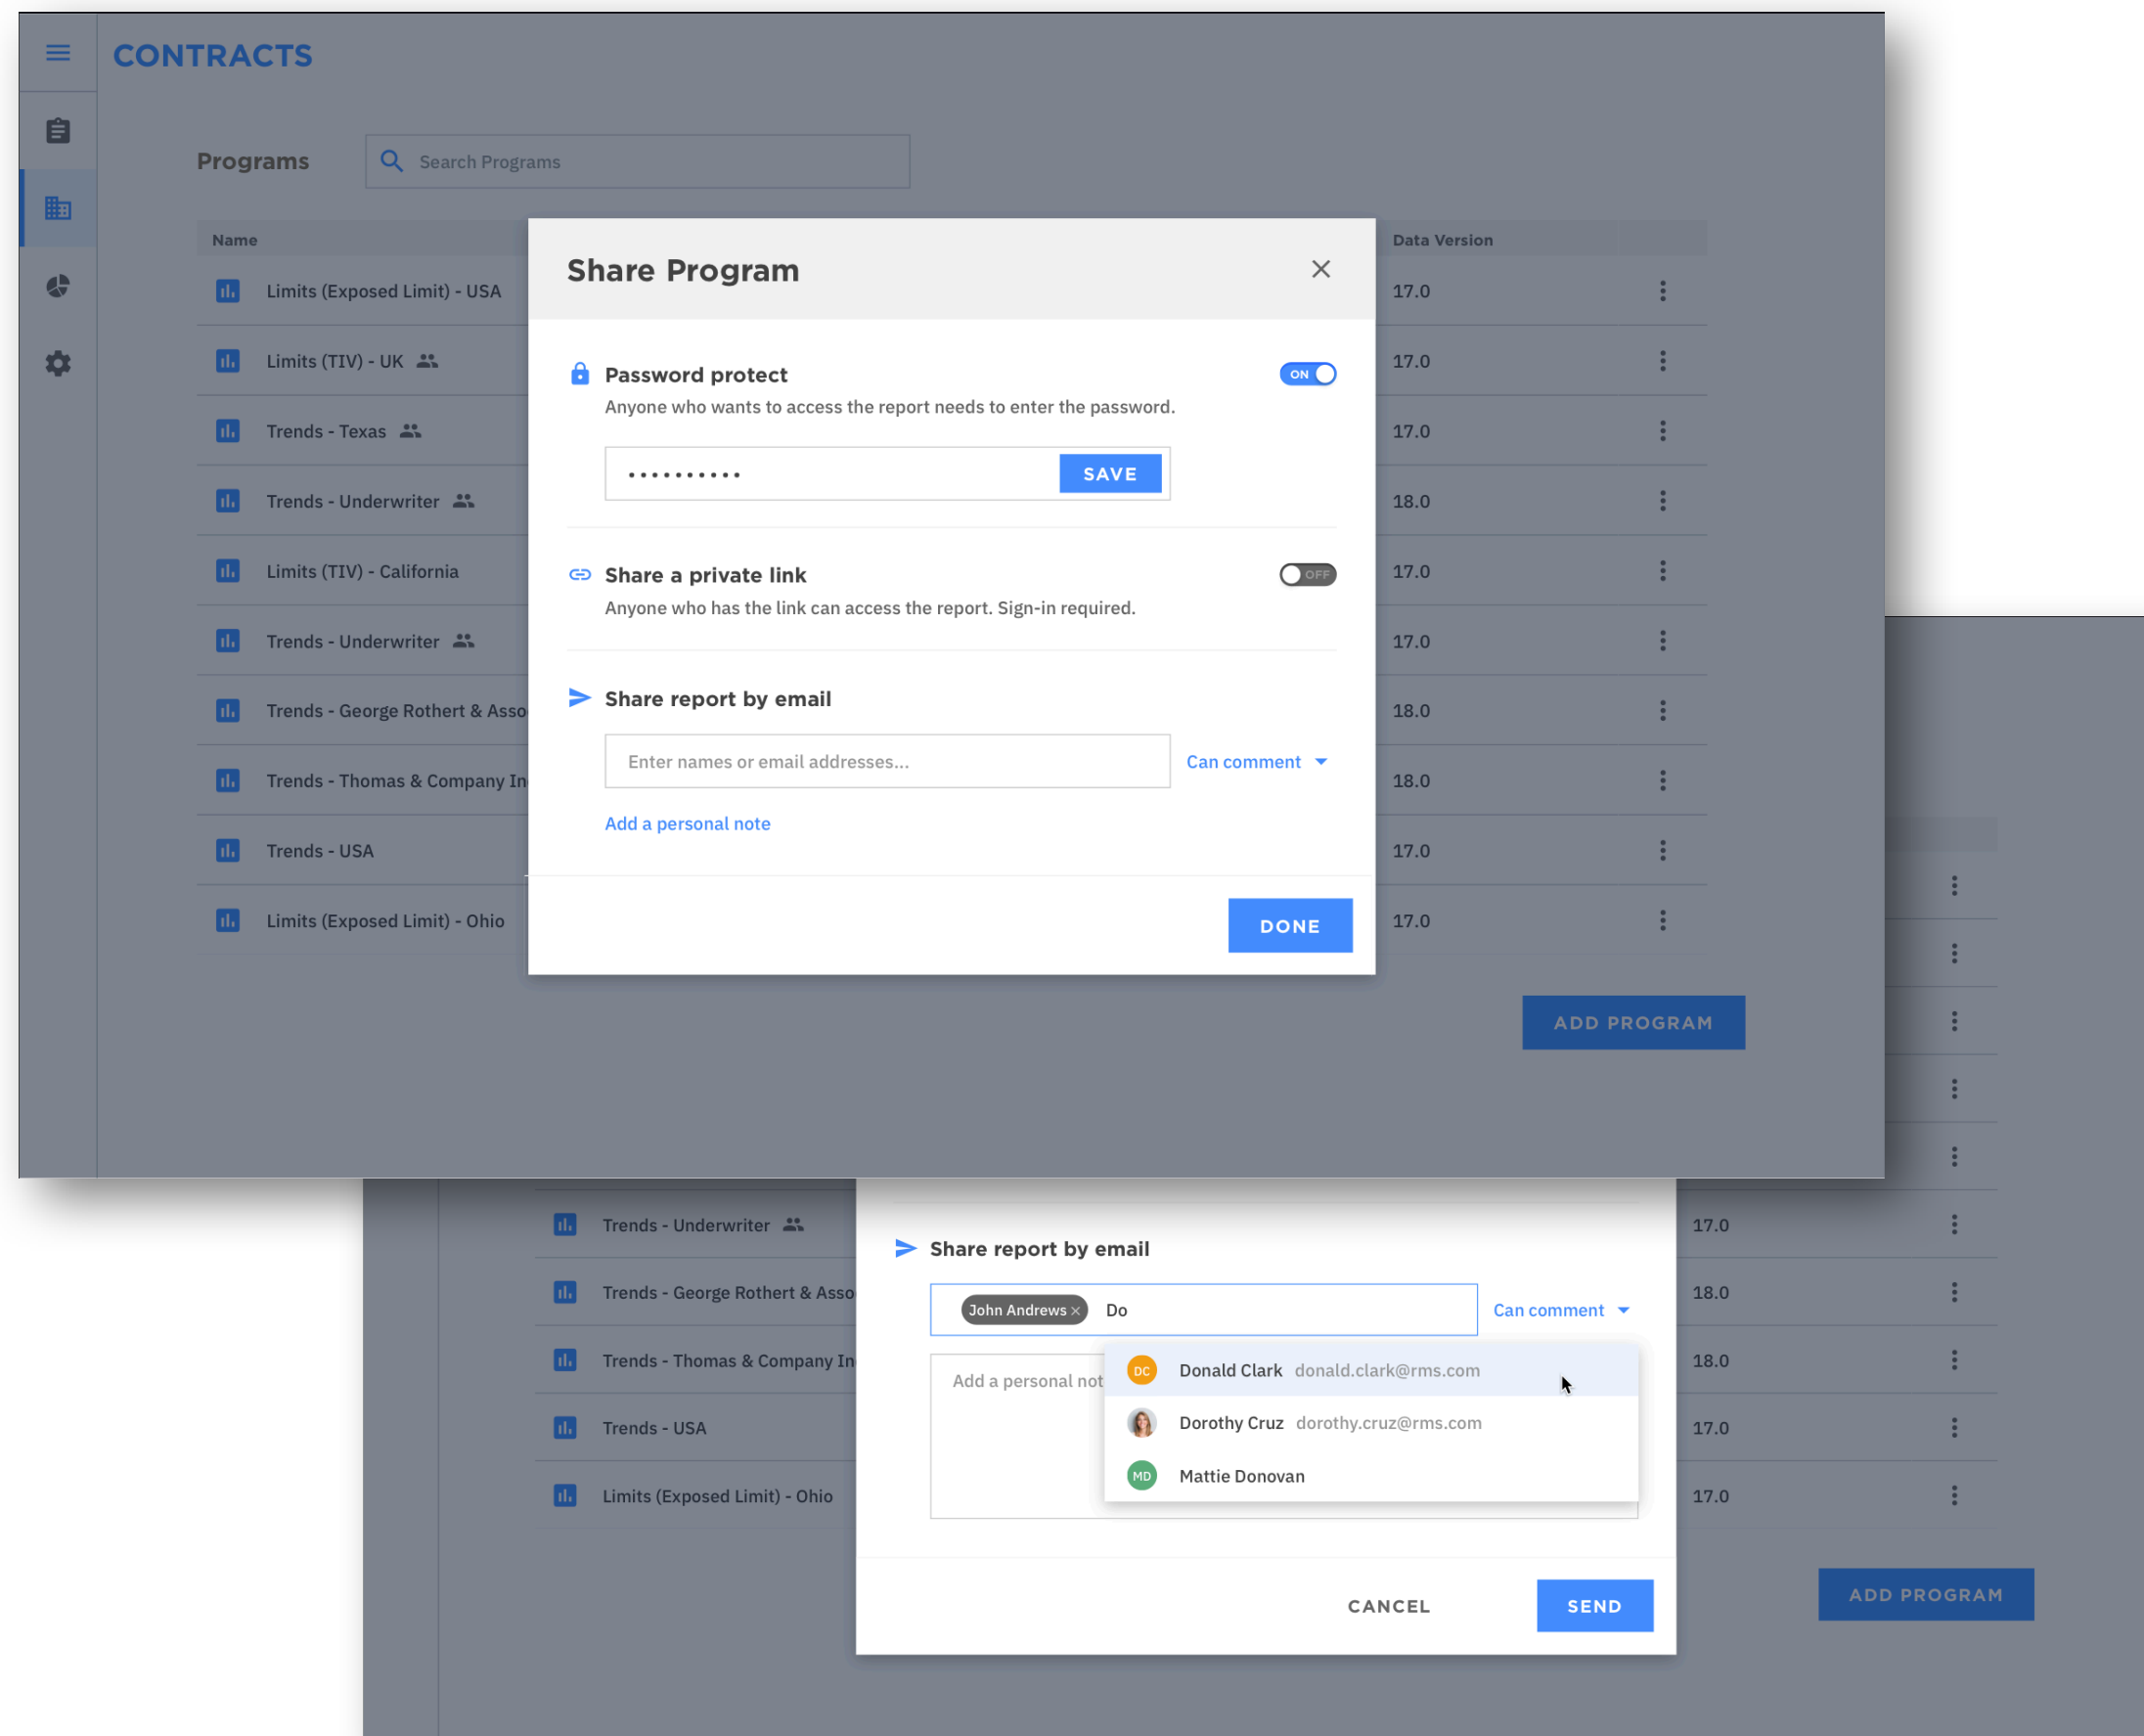 CONTRACTS
Programs
Search Programs
Name
Data Version
Limits (Exposed Limit) - USA
17.0
Limits (TIV) - UK
17.0
Trends - Texas
17.0
Trends - Underwriter
18.0
Limits (TIV) - California
17.0
Trends - Underwriter
17.0
Trends - George Rothert & Asso
18.0
Trends - Thomas & Company In
18.0
Trends - USA
17.0
Limits (Exposed Limit) - Ohio
17.0
ADD PROGRAM
Share Program
Password protect
ON
Anyone who wants to access the report needs to enter the password.
••••••••••
SAVE
Share a private link
OFF
Anyone who has the link can access the report. Sign-in required.
Share report by email
Enter names or email addresses...
Can comment
Add a personal note
DONE
Trends - Underwriter
17.0
Trends - George Rothert & Asso
18.0
Trends - Thomas & Company In
18.0
Trends - USA
17.0
Limits (Exposed Limit) - Ohio
17.0
ADD PROGRAM
Share report by email
John Andrews × Do
Can comment
Add a personal not
DC Donald Clark donald.clark@rms.com
Dorothy Cruz dorothy.cruz@rms.com
MD Mattie Donovan
CANCEL
SEND